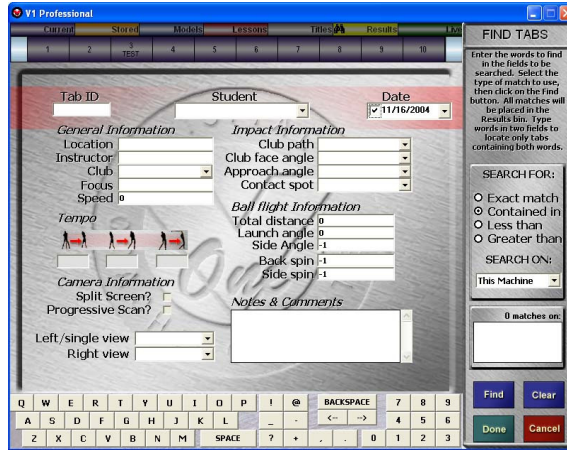 V1 Professional
Current Stored Models Lessons Titles Results Live
1 2 3 4 5 6 7 8 9 10
TEST
Tab ID Student Date
11/16/2004
General Information Impact Information
Location Club path
Instructor Club face angle
Club Approach angle
Focus Contact spot
Speed 0
Ball flight Information
Tempo Total distance 0
Launch angle 0
Side Angle -1
Back spin -1
Side spin -1
Camera Information
Split Screen? Notes & Comments
Progressive Scan?
Left/single view
Right view
Q W E R T Y U I O P ! @ BACKSPACE 7 8 9
A S D F G H J K L _ - <-- --> 4 5 6
Z X C V B N M SPACE ? + , . 0 1 2 3
FIND TABS
Enter the words to find
in the fields to be
searched. Select the
type of match to use,
then click on the Find
button. All matches will
be placed in the
Results bin. Type
words in two fields to
locate only tabs
containing both words.
SEARCH FOR:
Exact match
Contained in
Less than
Greater than
SEARCH ON:
This Machine
0 matches on:
Find Clear
Done Cancel